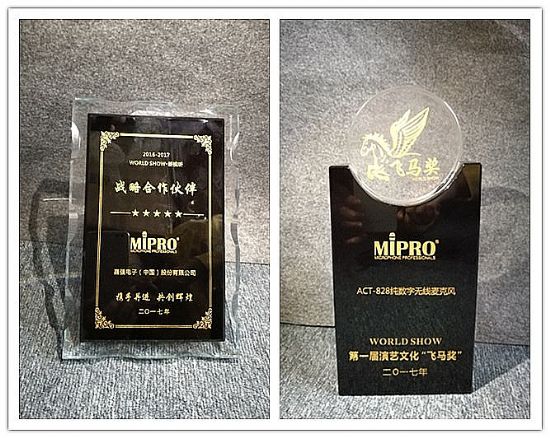 2016-2017
WORLD SHOW·新视听
战略合作伙伴
MIPRO®
MICROPHONE PROFESSIONALS
嘉强电子（中国）股份有限公司
携手并进 共创辉煌
二〇一七年
飞马奖
MIPRO®
MICROPHONE PROFESSIONALS
ACT-828纯数字无线麦克风
WORLD SHOW
第一届演艺文化“飞马奖”
二〇一七年